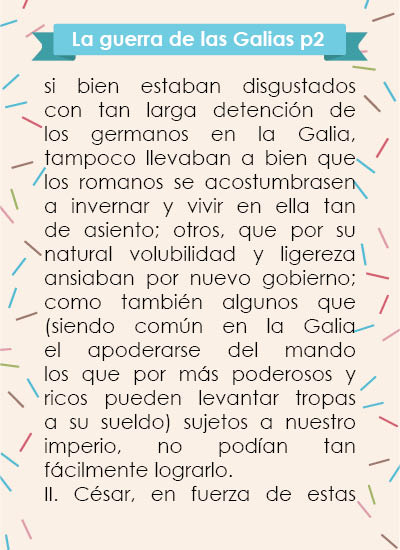 La guerra de las Galias p2
si bien estaban disgustados
con tan larga detención de
los germanos en la Galia,
tampoco llevaban a bien que
los romanos se acostumbrasen
a invernar y vivir en ella tan
de asiento; otros, que por su
natural volubilidad y ligereza
ansiaban por nuevo gobierno;
como también algunos que
(siendo común en la Galia
el apoderarse del mando
los que por más poderosos y
ricos pueden levantar tropas
a su sueldo) sujetos a nuestro
imperio, no podían tan
fácilmente lograrlo.
II. César, en fuerza de estas